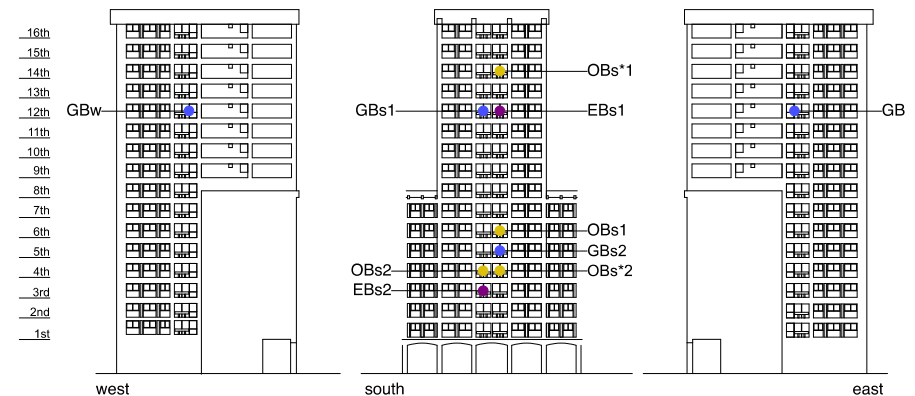 16th
15th
14th
13th
12th
11th
10th
9th
8th
7th
6th
5th
4th
3rd
2nd
1st
GBw
west
OBs*1
GBs1
EBs1
OBs1
GBs2
OBs2
OBs*2
EBs2
south
GB
east